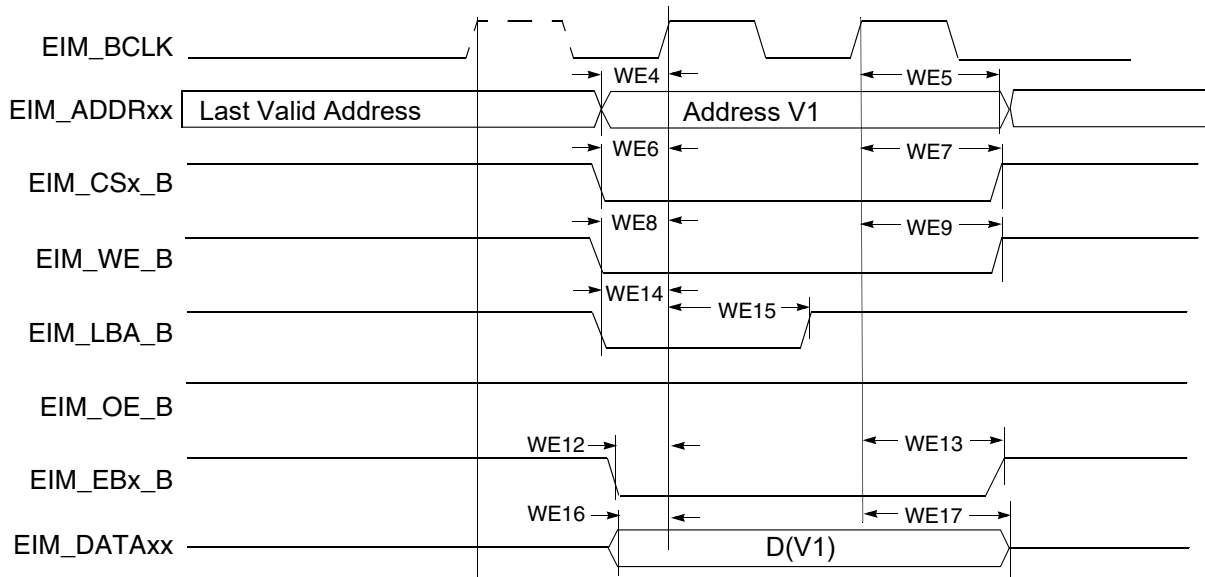 EIM_BCLK
WE4
WE5
EIM_ADDRxx
Last Valid Address
Address V1
WE6
WE7
EIM_CSx_B
WE8
WE9
EIM_WE_B
WE14
WE15
EIM_LBA_B
EIM_OE_B
WE12
WE13
EIM_EBx_B
WE16
WE17
EIM_DATAxx
D(V1)